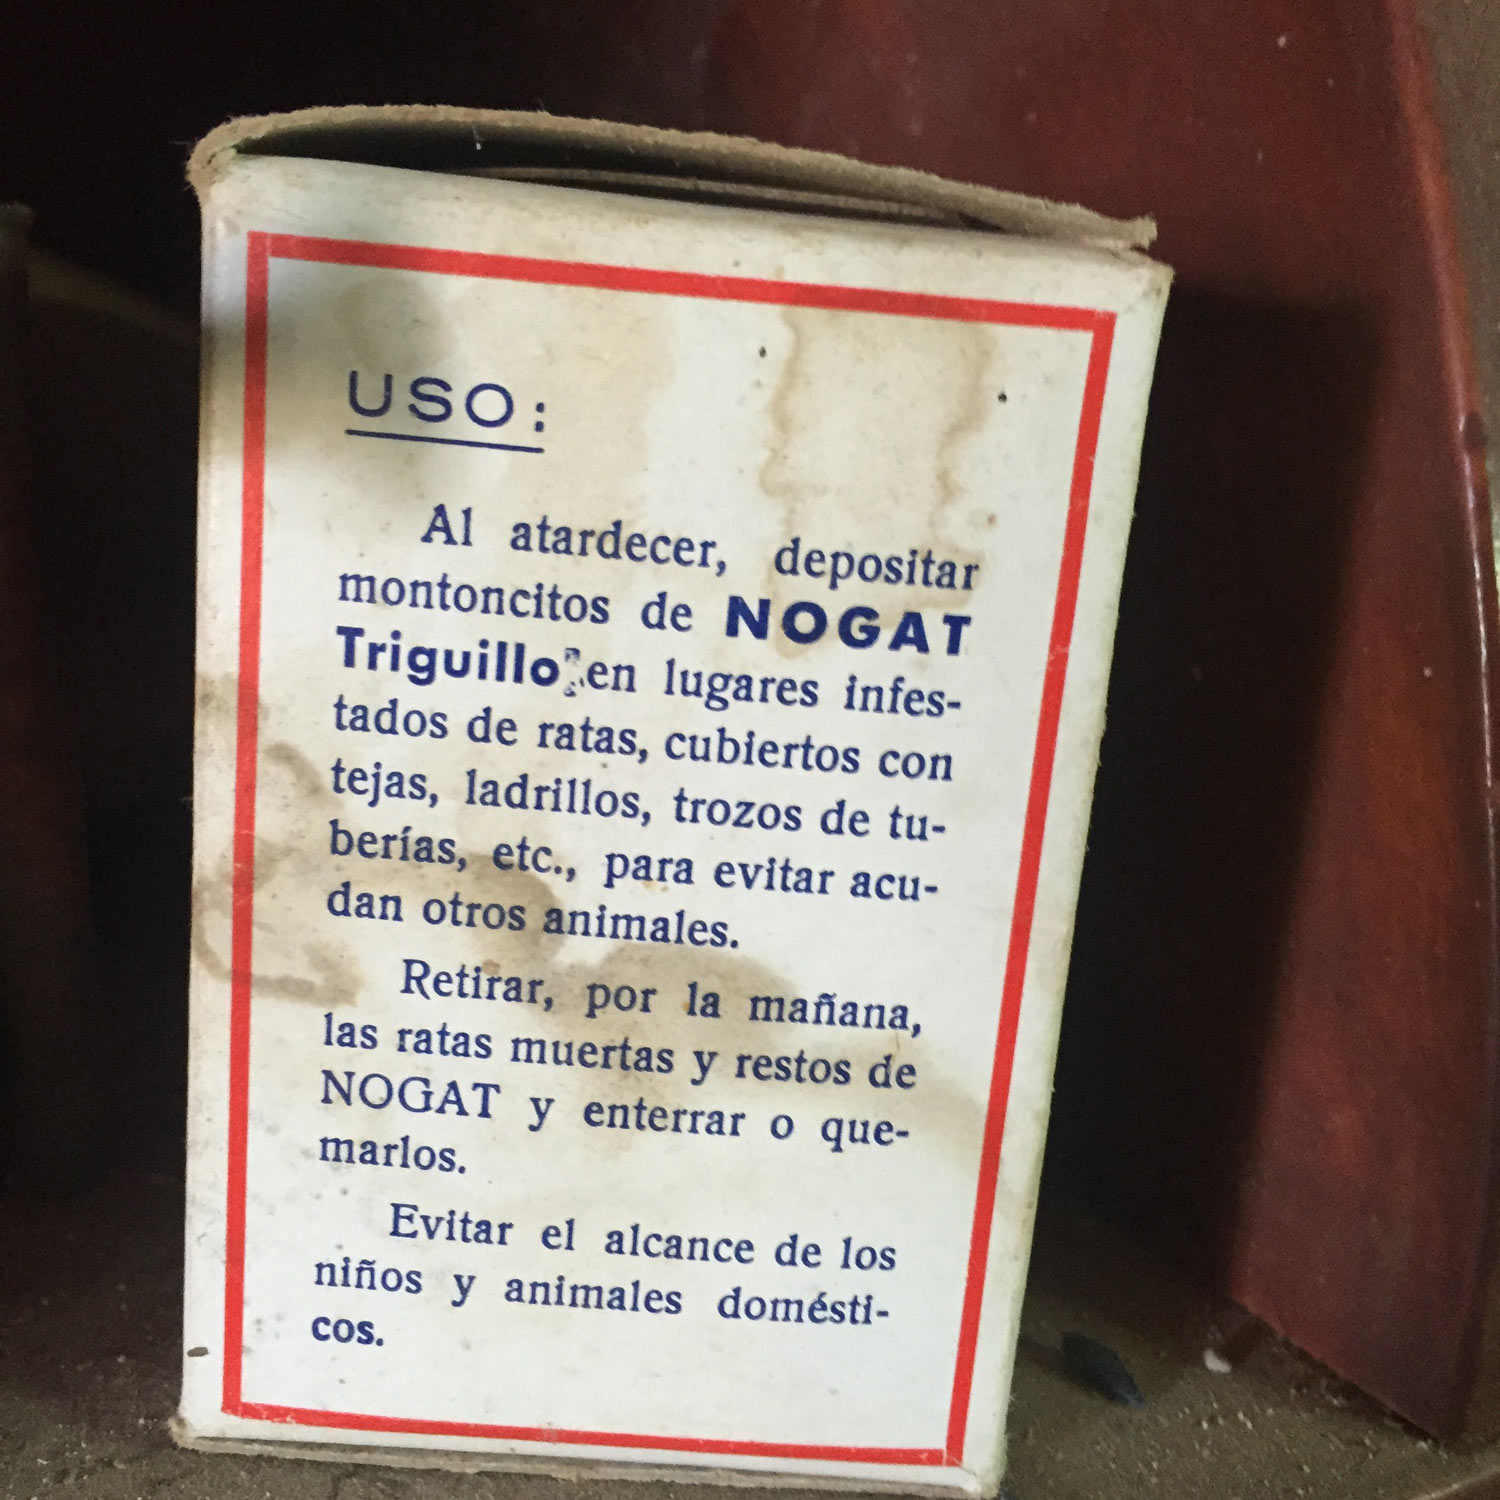 USO:
Al atardecer, depositar
montoncitos de NOGAT
Triguillo en lugares infes-
tados de ratas, cubiertos con
tejas, ladrillos, trozos de tu-
berías, etc., para evitar acu-
dan otros animales.
Retirar, por la mañana,
las ratas muertas y restos de
NOGAT y enterrar o que-
marlos.
Evitar el alcance de los
niños y animales domésti-
cos.